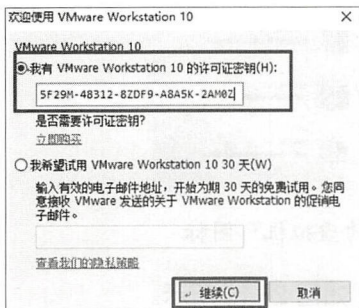 欢迎使用 VMware Workstation 10
VMware Workstation 10
我有 VMware Workstation 10 的许可证密钥(H):
5F29M-48312-8ZDF9-A8A5K-2AM0Z
是否需要许可证密钥?
立即购买
我希望试用 VMware Workstation 10 30 天(W)
输入有效的电子邮件地址，开始为期 30 天的免费试用。您同
意接收 VMware 发送的关于 VMware Workstation 的促销电
子邮件。
查看我们的隐私策略
继续(C)
取消